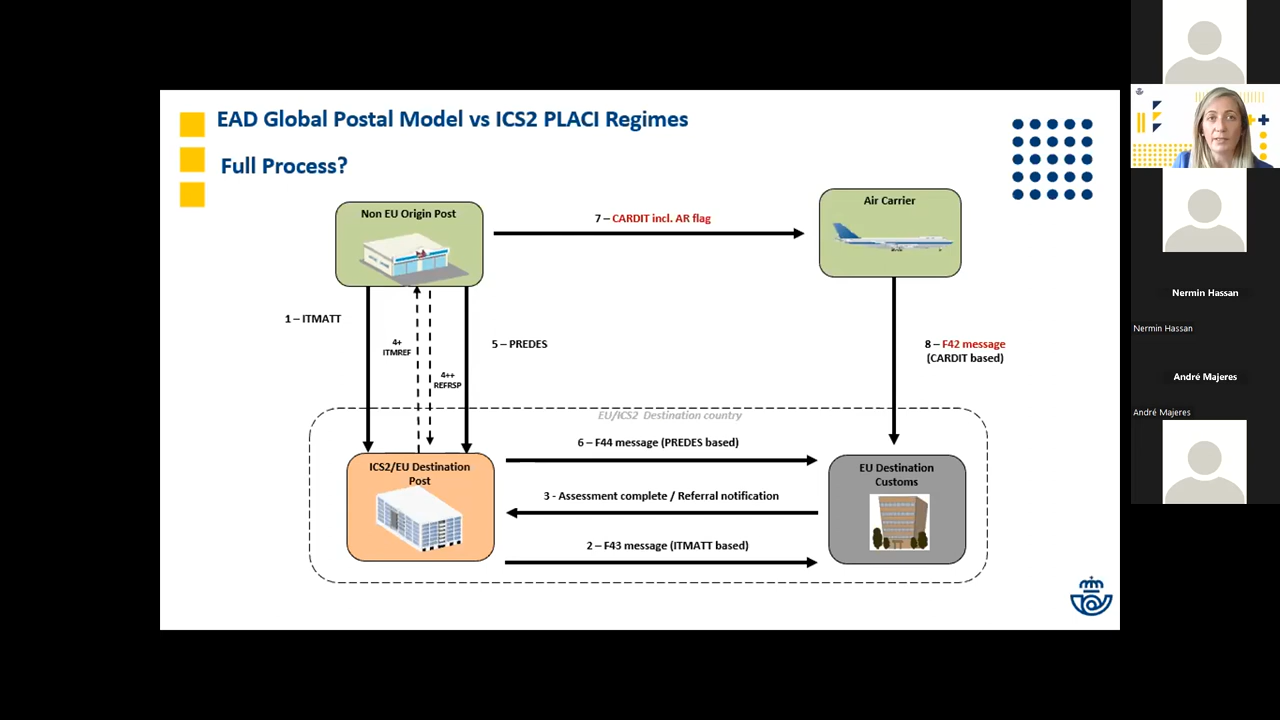 EAD Global Postal Model vs ICS2 PLACI Regimes
Full Process?
Non EU Origin Post
7 – CARDIT incl. AR flag
Air Carrier
1 – ITMATT
4+
ITMREF
4++
REFRSP
5 – PREDES
8 – F42 message
(CARDIT based)
EU/ICS2 Destination country
ICS2/EU Destination
Post
6 – F44 message (PREDES based)
3 - Assessment complete / Referral notification
2 – F43 message (ITMATT based)
EU Destination
Customs
Nermin Hassan
Nermin Hassan
André Majeres
André Majeres